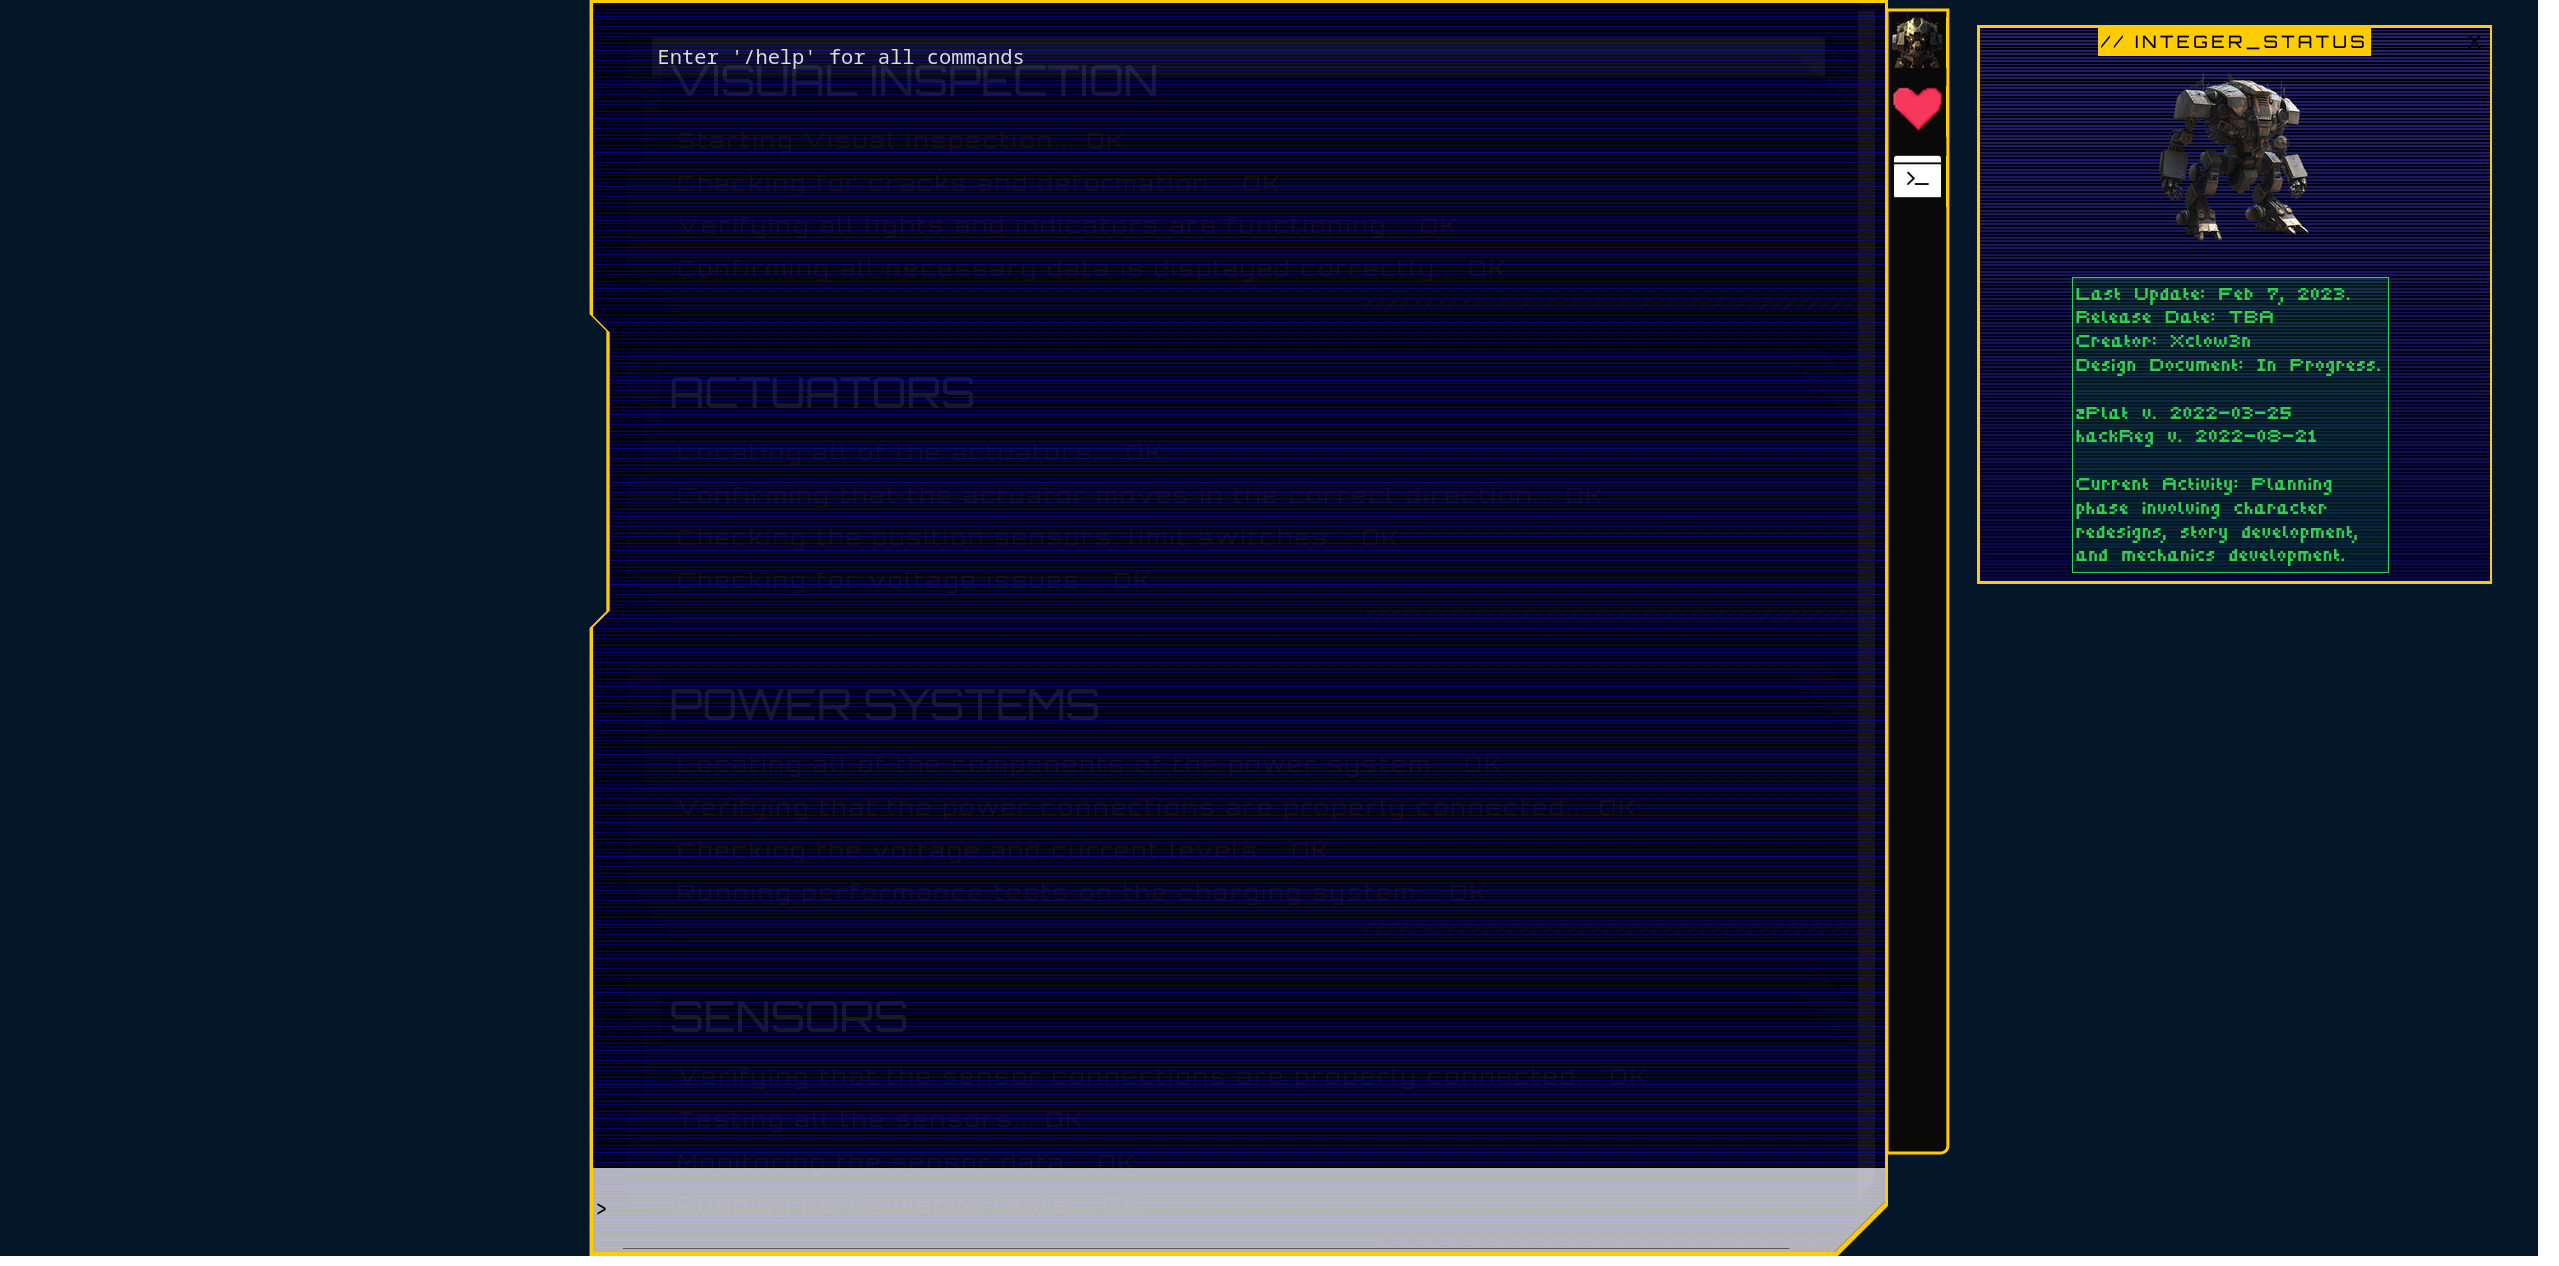 Enter '/help' for all commands
VISUAL INSPECTION
Starting Visual Inspection... OK
Checking for cracks and deformation... OK
Verifying all lights and indicators are functioning... OK
Confirming all necessary data is displayed correctly... OK
ACTUATORS
Locating all of the actuators... OK
Confirming that the actuator moves in the correct direction... OK
Checking the position sensors, limit switches... OK
Checking for voltage issues... OK
POWER SYSTEMS
Locating all of the components of the power system... OK
Verifying that the power connections are properly connected... OK
Checking the voltage and current levels... OK
Running performance tests on the charging system... OK
SENSORS
Verifying that the sensor connections are properly connected... OK
Testing all the sensors... OK
Monitoring the sensor data... OK
>
>_
// INTEGER_STATUS
X
Last Update: Feb 7, 2023.
Release Date: TBA
Creator: Xclow3n
Design Document: In Progress.
zPlat v. 2022-03-25
hackReg v. 2022-08-21
Current Activity: Planning
phase involving character
redesigns, story development,
and mechanics development.